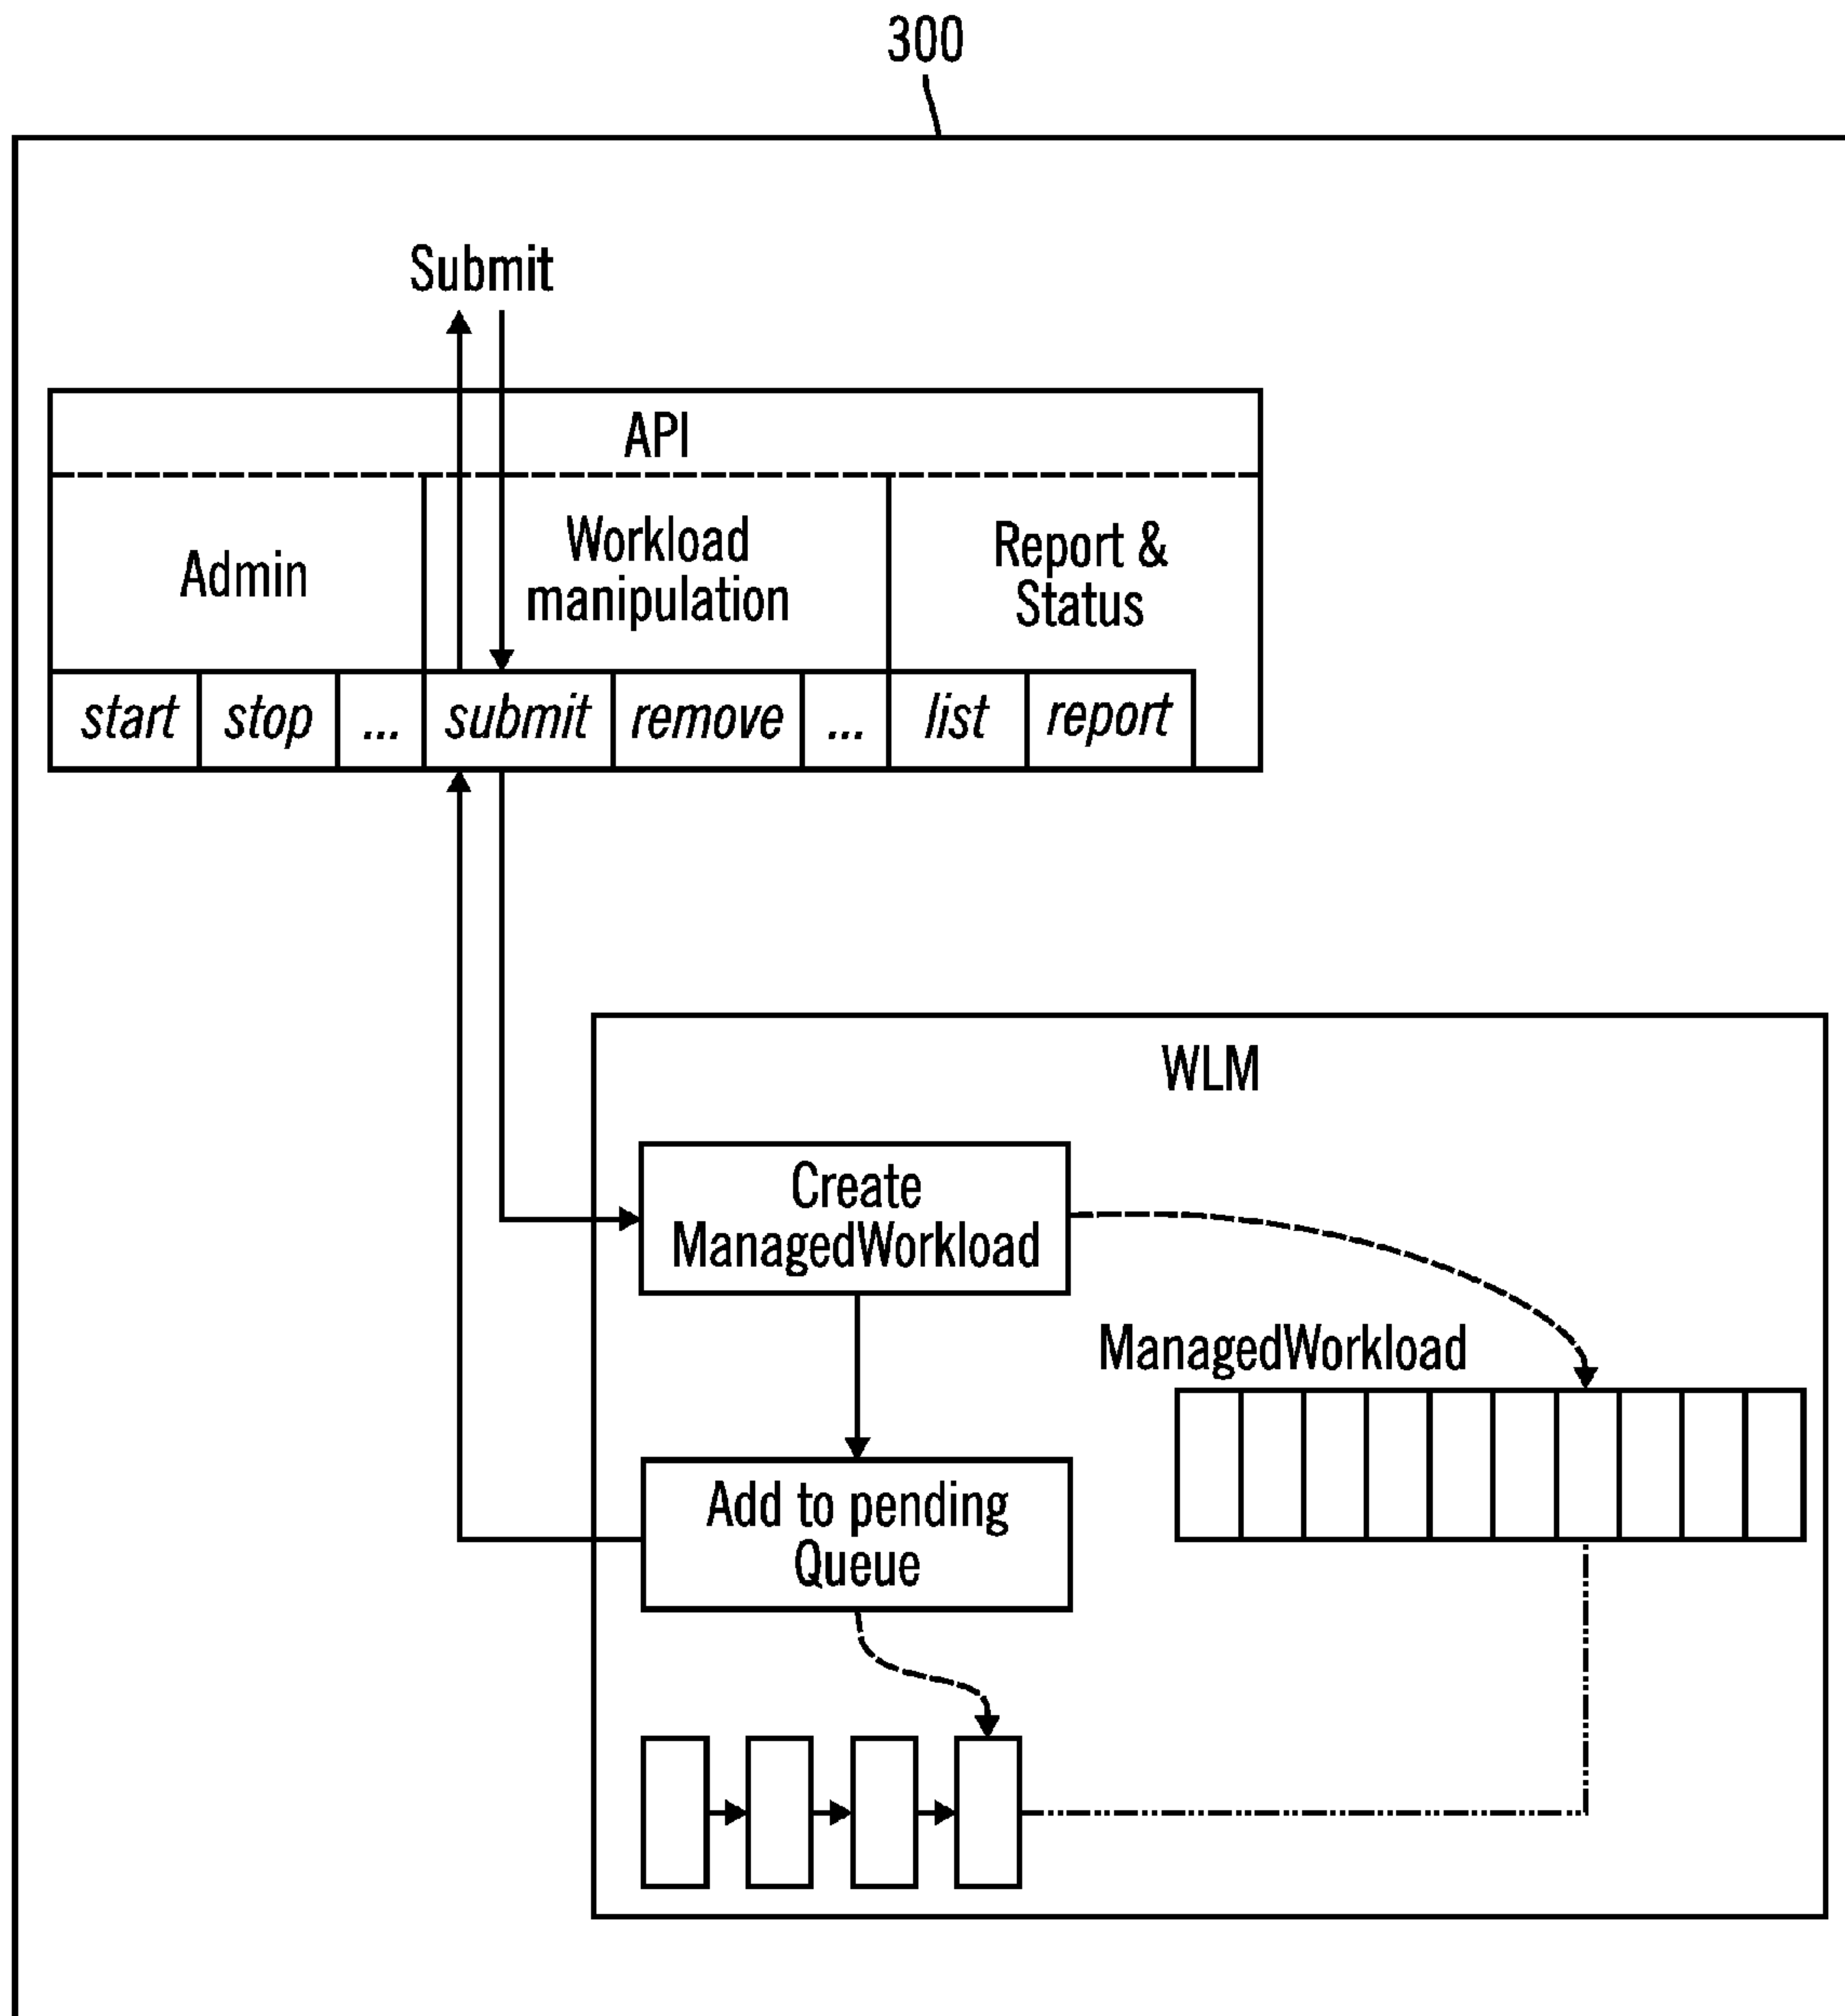 300
Submit
API
Admin
Workload
manipulation
Report &
Status
start stop ... submit remove ... list report
WLM
Create
ManagedWorkload
ManagedWorkload
Add to pending
Queue